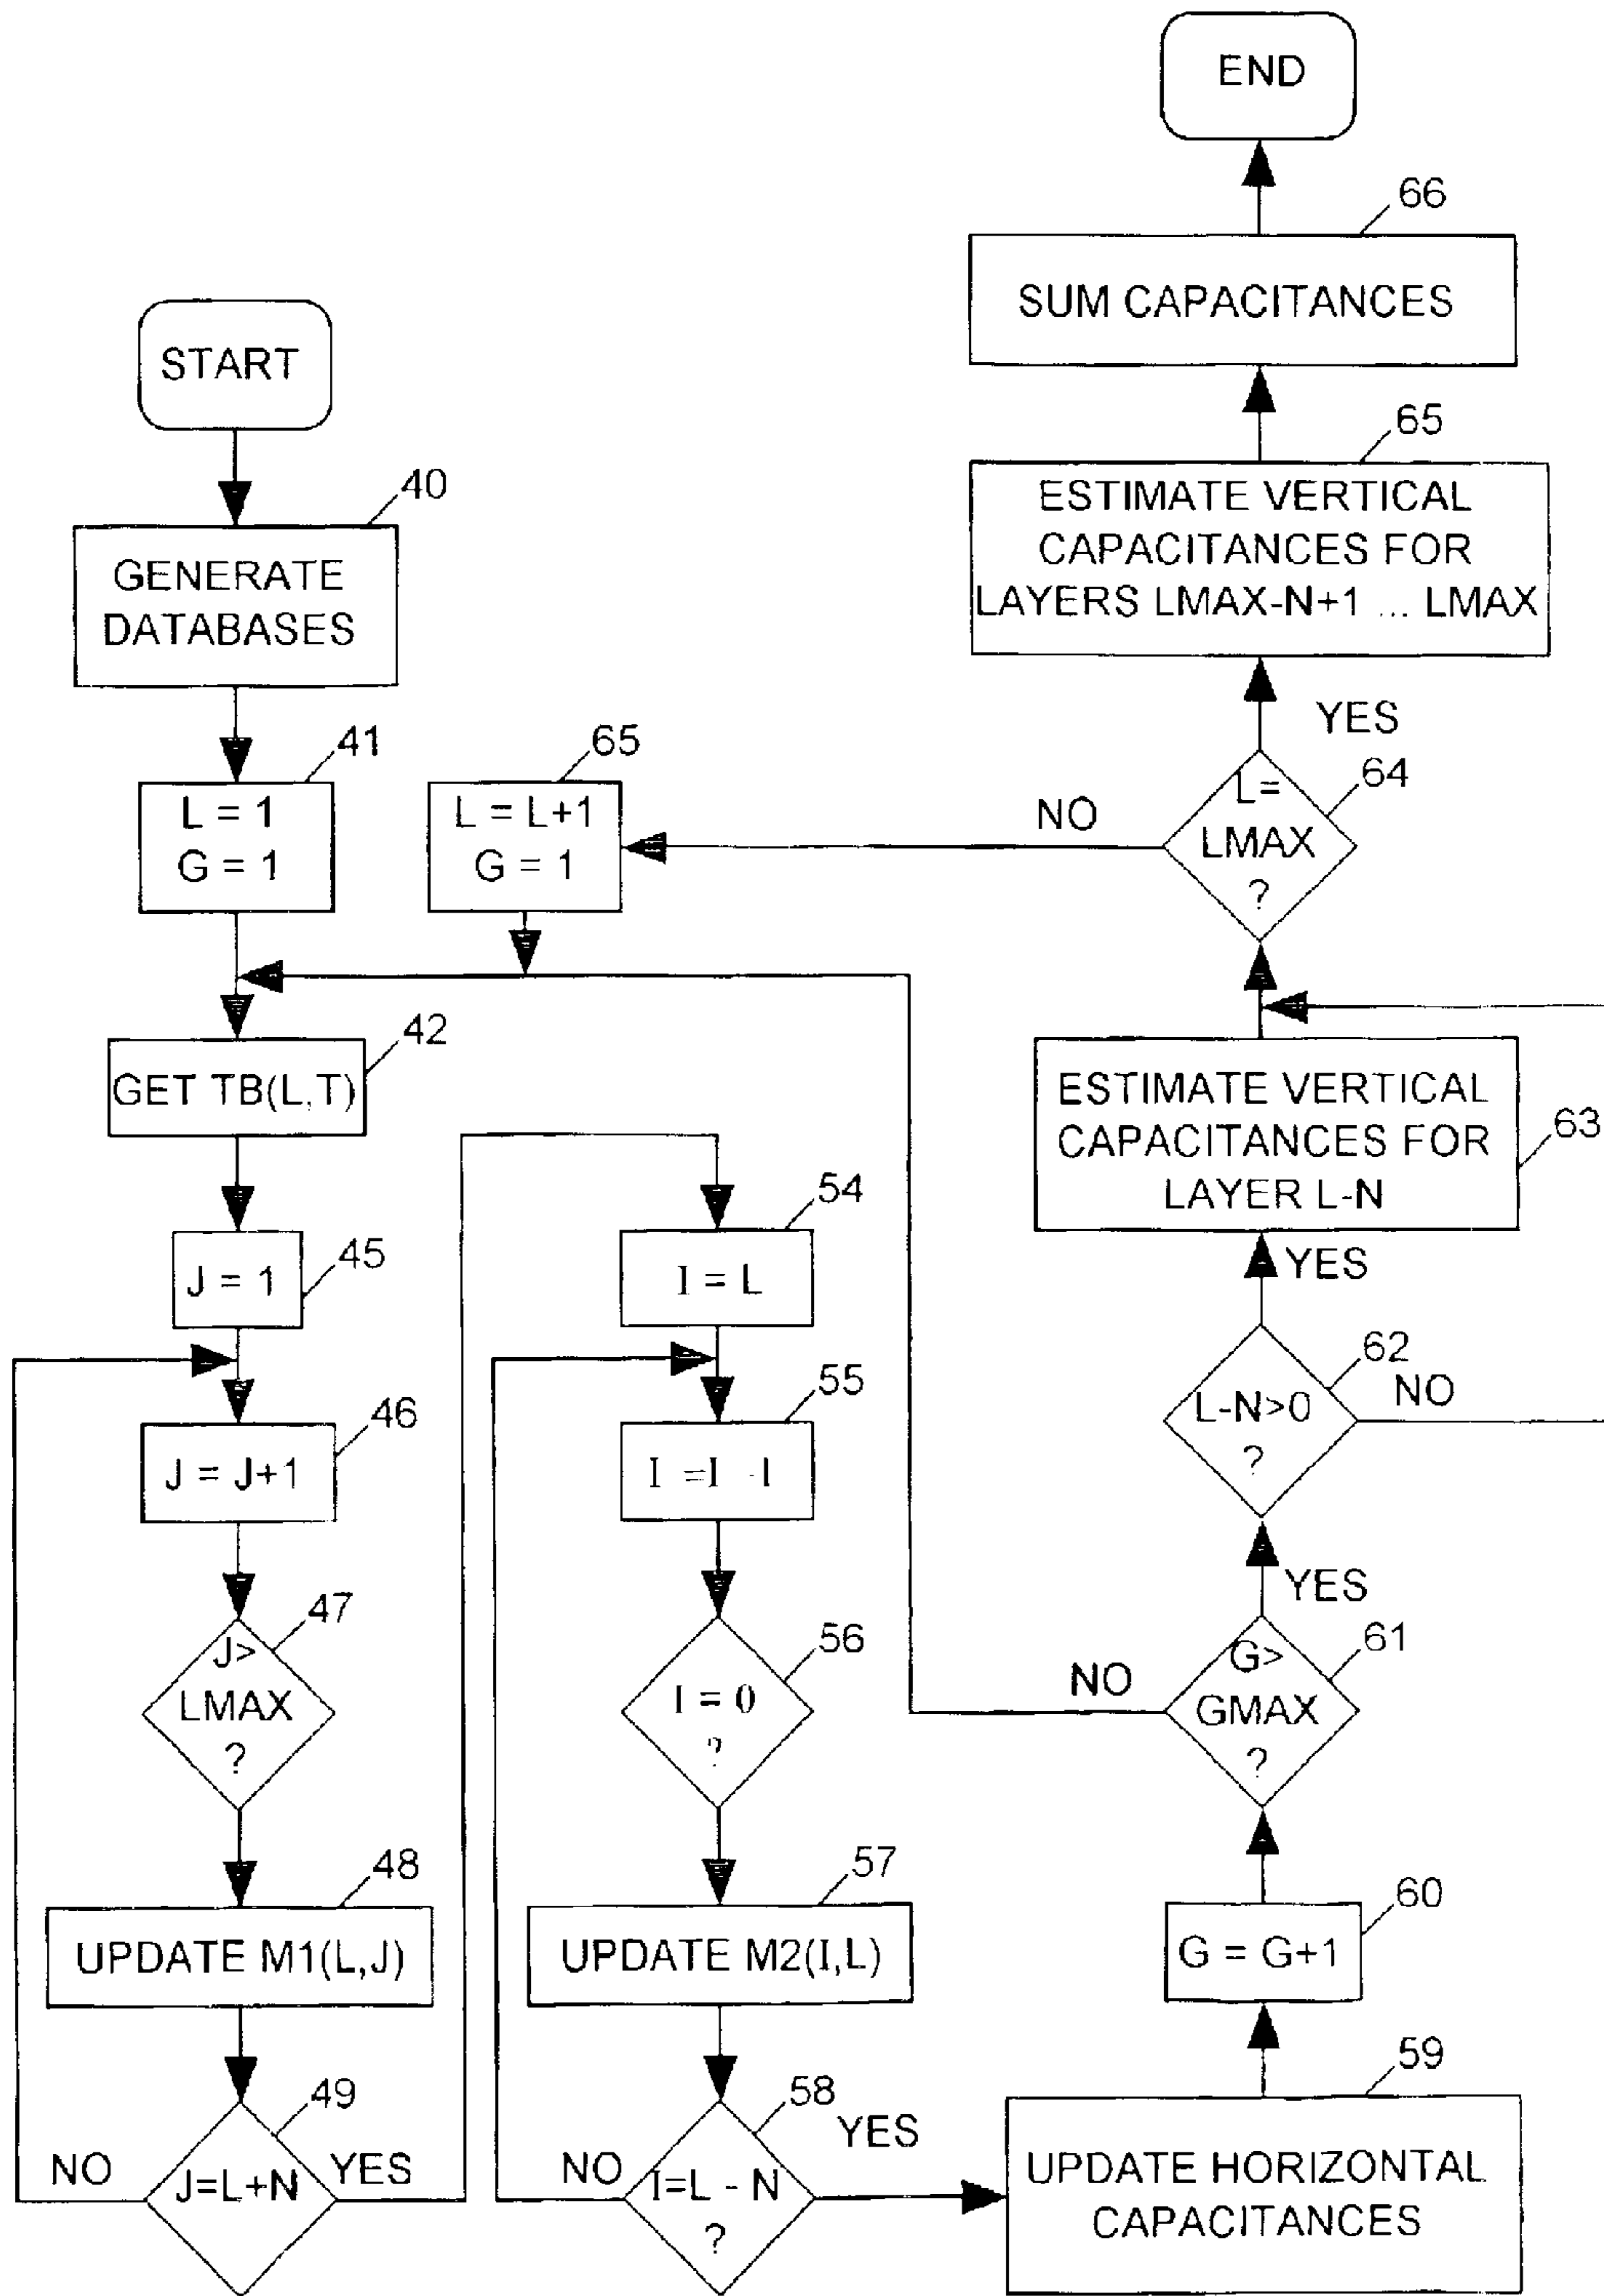 START
40
GENERATE
DATABASES
41
L = 1
G = 1
42
GET TB(L,T)
45
J = 1
46
J = J+1
47
J>
LMAX
?
48
UPDATE M1(L,J)
49
J=L+N
NO
YES
54
I = L
55
I =I -1
56
I = 0
?
57
UPDATE M2(I,L)
58
I=L - N
?
NO
YES
59
UPDATE HORIZONTAL
CAPACITANCES
60
G = G+1
61
G>
GMAX
?
NO
YES
62
L-N>0
?
NO
YES
63
ESTIMATE VERTICAL
CAPACITANCES FOR
LAYER L-N
64
L=
LMAX
?
NO
YES
65
L = L+1
G = 1
65
ESTIMATE VERTICAL
CAPACITANCES FOR
LAYERS LMAX-N+1 ... LMAX
66
SUM CAPACITANCES
END